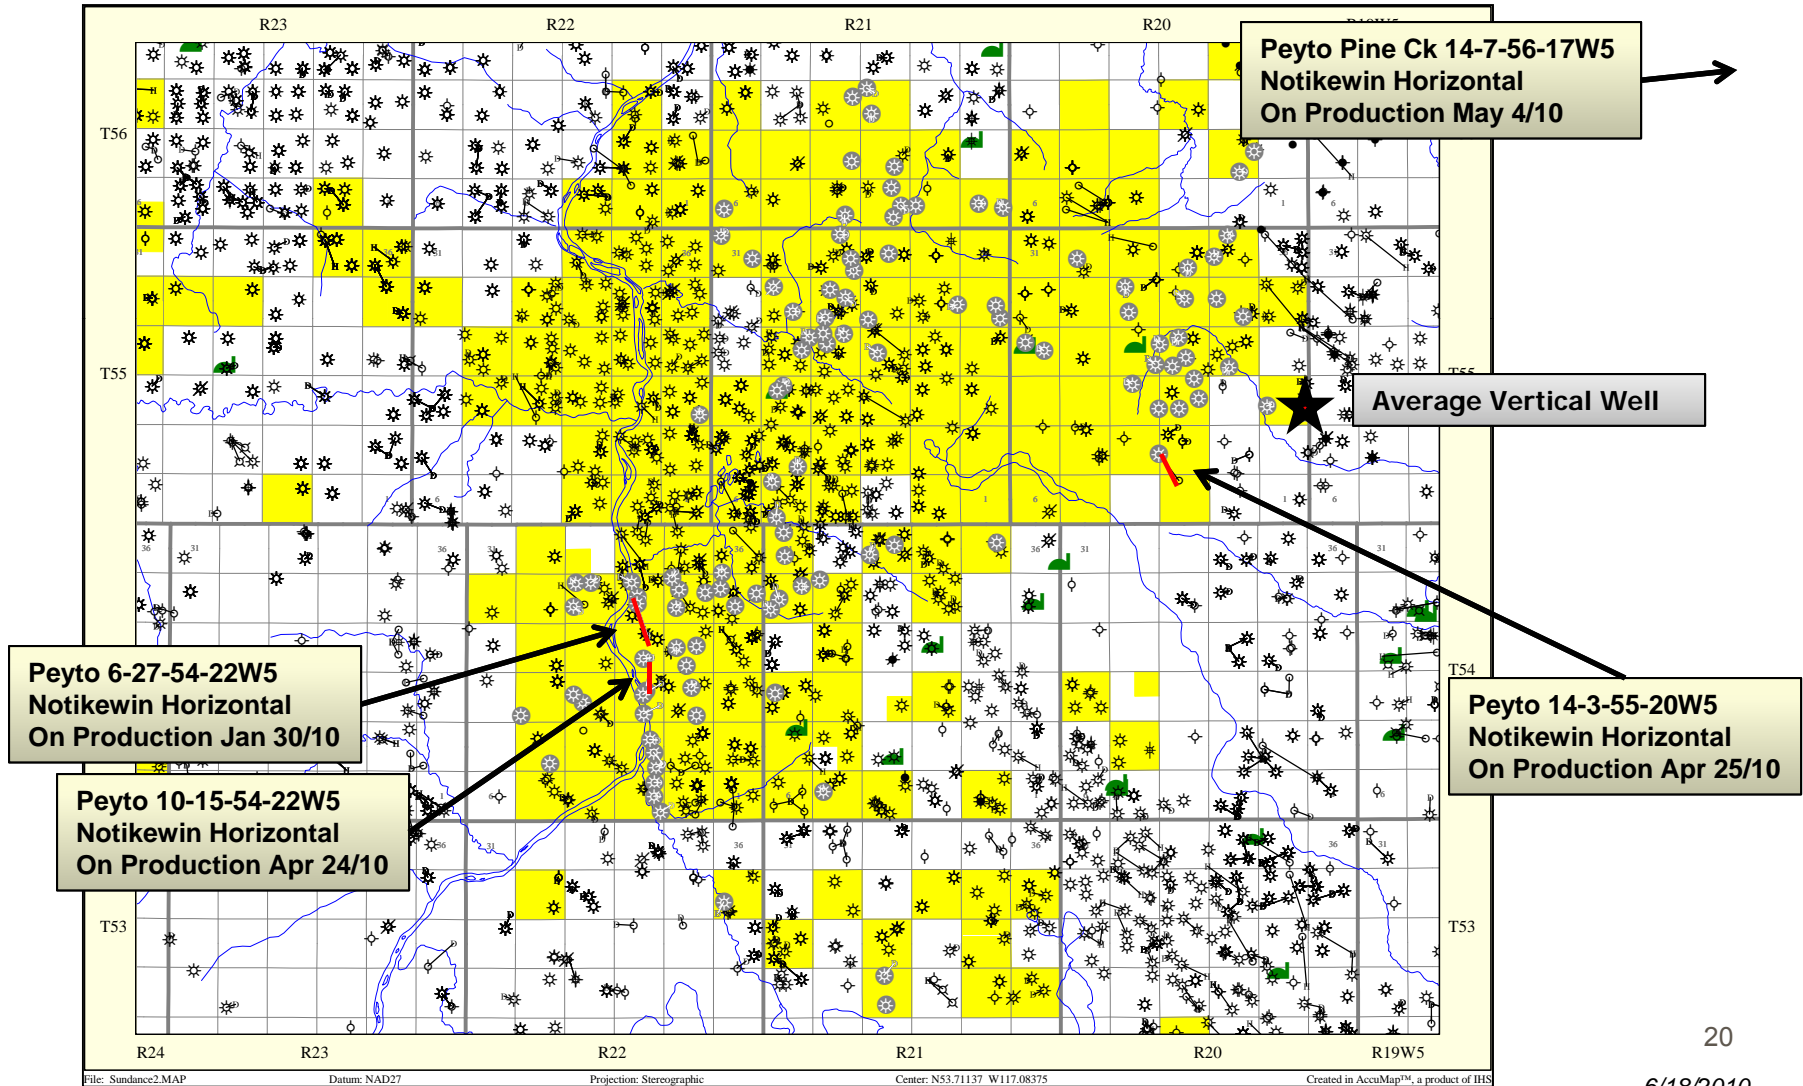 R23
R22
R21
R20
Peyto Pine Ck 14-7-56-17W5
Notikewin Horizontal
On Production May 4/10
T56
T55
Average Vertical Well
Peyto 6-27-54-22W5
Notikewin Horizontal
On Production Jan 30/10
T54
Peyto 14-3-55-20W5
Notikewin Horizontal
On Production Apr 25/10
Peyto 10-15-54-22W5
Notikewin Horizontal
On Production Apr 24/10
T53
T53
R24
R23
R22
R21
R20
R19W5
20
File: Sundance2.MAP
Datum: NAD27
Projection: Stereographic
Center: N53.71137 W117.08375
Created in AccuMap™, a product of IHS
6/18/2010